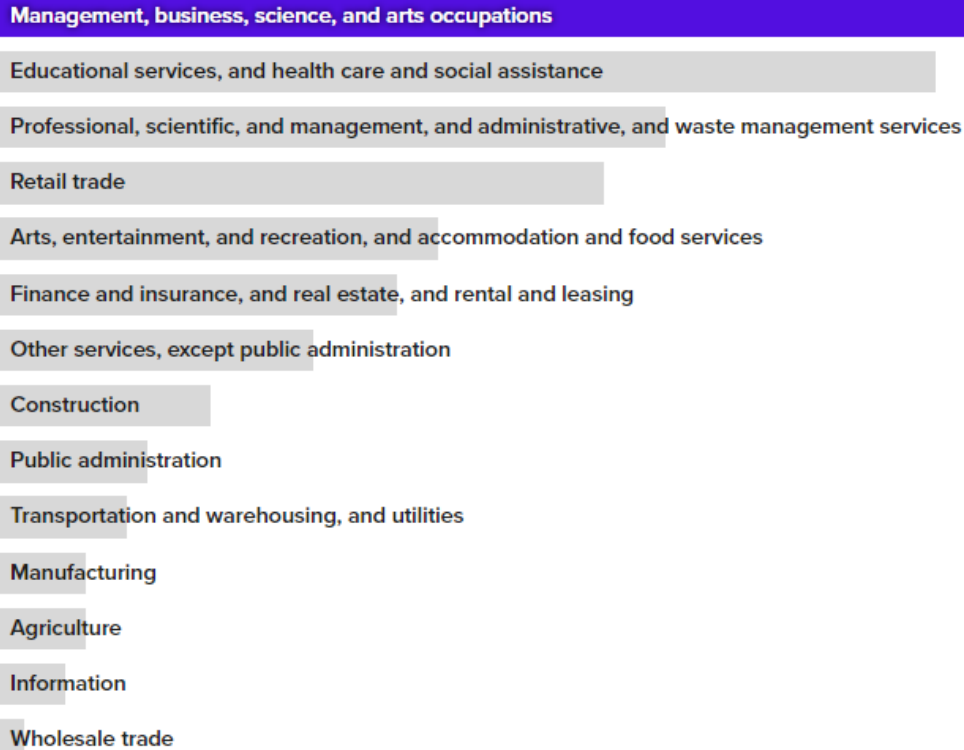 Management, business, science, and arts occupations
Educational services, and health care and social assistance
Professional, scientific, and management, and administrative, and waste management services
Retail trade
Arts, entertainment, and recreation, and accommodation and food services
Finance and insurance, and real estate, and rental and leasing
Other services, except public administration
Construction
Public administration
Transportation and warehousing, and utilities
Manufacturing
Agriculture
Information
Wholesale trade